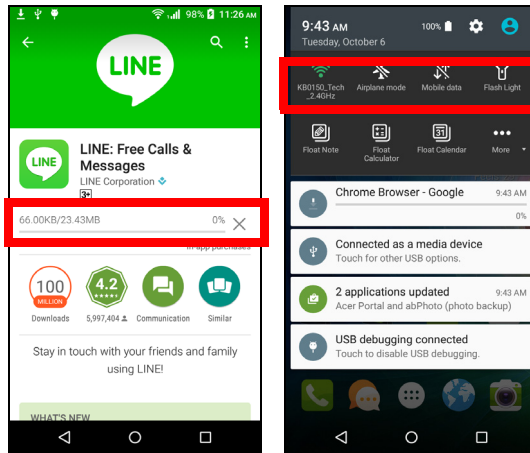 98% 11:26 AM
LINE
LINE
LINE: Free Calls &
Messages
LINE Corporation
3+
66.00KB/23.43MB 0%
in-app purchases
100
MILLION
4.2
Downloads 5,997,404 Communication Similar
Stay in touch with your friends and family
using LINE!
WHAT'S NEW
9:43 AM 100%
Tuesday, October 6
KB0150_Tech
_2.4GHz
Airplane mode
Mobile data
Flash Light
31
Float Note
Float
Calculator
Float Calendar
More
Chrome Browser - Google 9:43 AM
0%
Connected as a media device
Touch for other USB options.
2 applications updated 9:43 AM
Acer Portal and abPhoto (photo backup)
USB debugging connected
Touch to disable USB debugging.